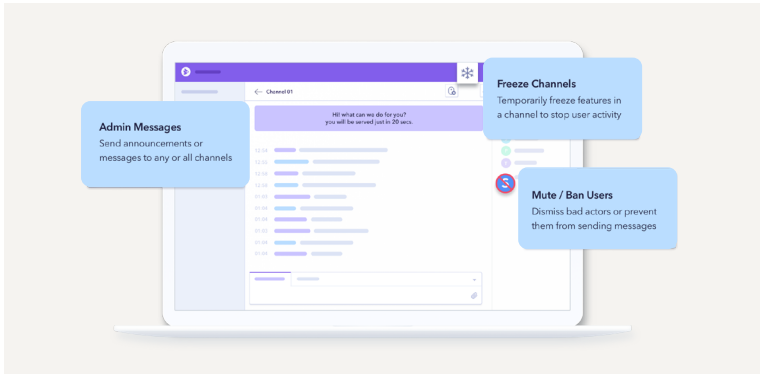 Channel 01
Hi! what can we do for you?
you will be served just in 20 secs.
Admin Messages
Send announcements or
messages to any or all channels
Freeze Channels
Temporarily freeze features in
a channel to stop user activity
Mute / Ban Users
Dismiss bad actors or prevent
them from sending messages